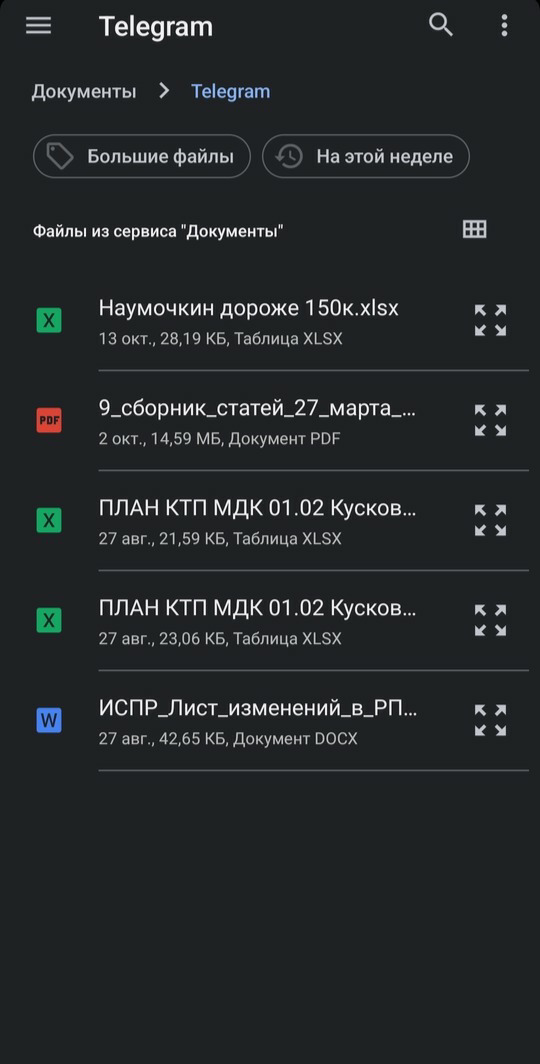 Telegram
Документы
Telegram
Большие файлы
На этой неделе
Файлы из сервиса "Документы"
X
Наумочкин дороже 150к.xlsx
13 окт., 28,19 КБ, Таблица XLSX
PDF
9_сборник_статей_27_марта_...
2 окт., 14,59 МБ, Документ PDF
X
ПЛАН КТП МДК 01.02 Кусков...
27 авг., 21,59 КБ, Таблица XLSX
X
ПЛАН КТП МДК 01.02 Кусков...
27 авг., 23,06 КБ, Таблица XLSX
W
ИСПР_Лист_изменений_в_РП...
27 авг., 42,65 КБ, Документ DOCX